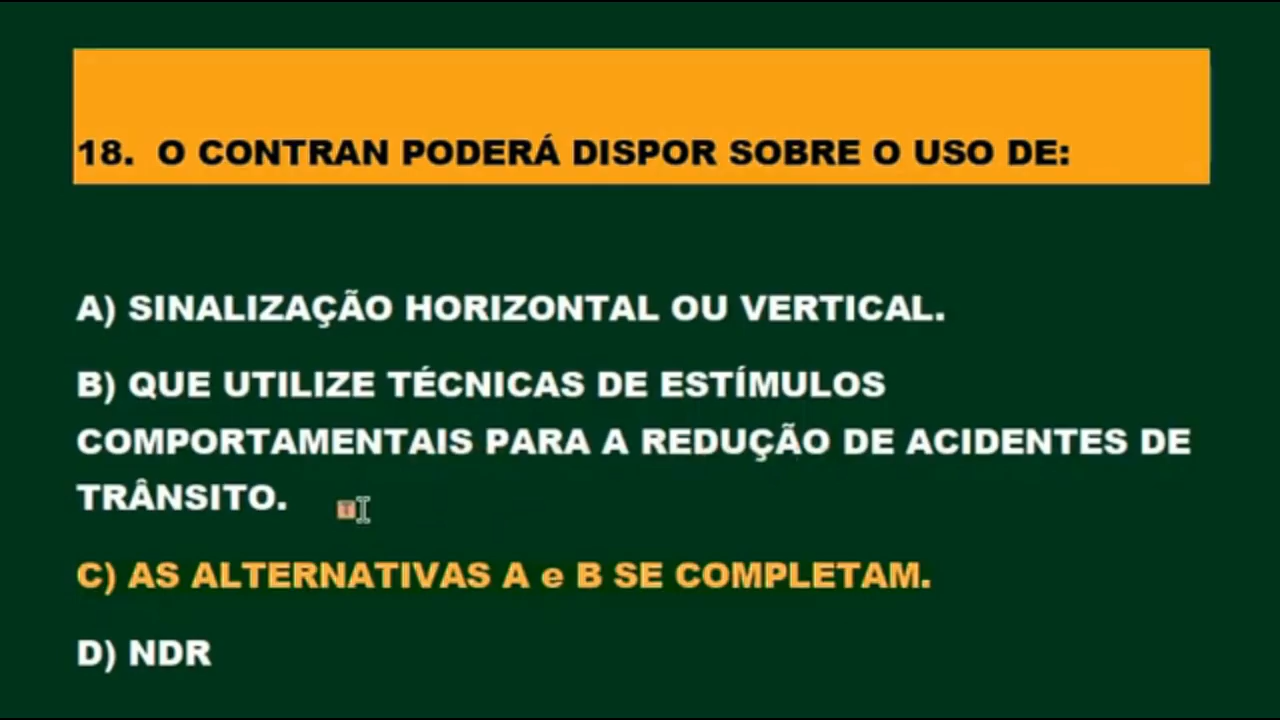 18. O CONTRAN PODERÁ DISPOR SOBRE O USO DE:
A) SINALIZAÇÃO HORIZONTAL OU VERTICAL.
B) QUE UTILIZE TÉCNICAS DE ESTÍMULOS
COMPORTAMENTAIS PARA A REDUÇÃO DE ACIDENTES DE
TRÂNSITO.
C) AS ALTERNATIVAS A e B SE COMPLETAM.
D) NDR